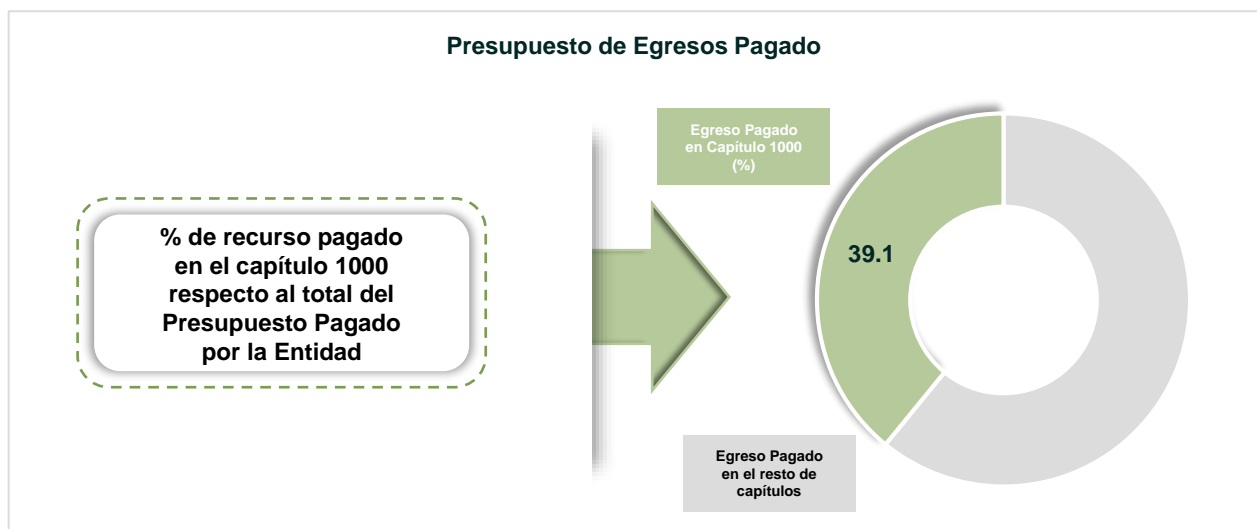 Presupuesto de Egresos Pagado
Egreso Pagado
en Capítulo 1000
(%)
% de recurso pagado
en el capítulo 1000
respecto al total del
Presupuesto Pagado
por la Entidad
39.1
Egreso Pagado
en el resto de
capítulos